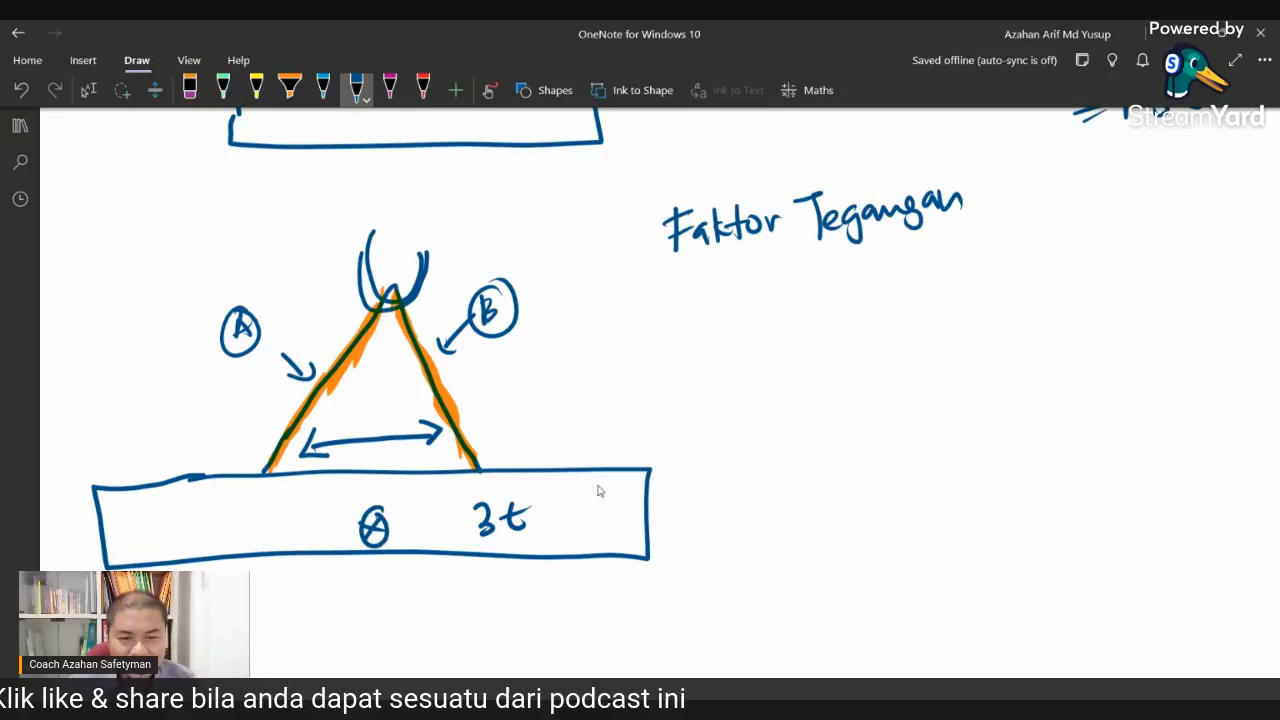 OneNote for Windows 10
Azahan Arif Md Yusup
Powered by
Home Insert Draw View Help
Saved offline (auto-sync is off)
Shapes Ink to Shape Ink to Text Maths
StreamYard
Faktor Tegangan
A
B
3t
Coach Azahan Safetyman
Klik like & share bila anda dapat sesuatu dari podcast ini